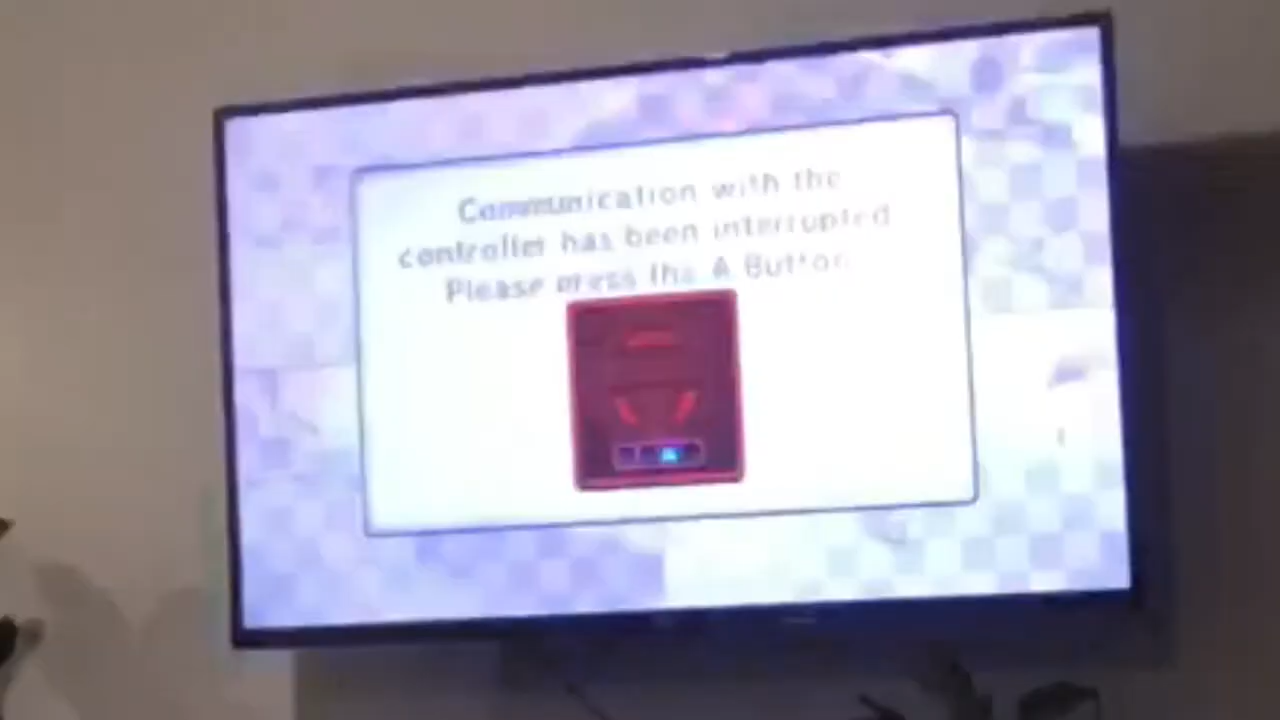 Communication with the
controller has been interrupted
Please press the A Button.